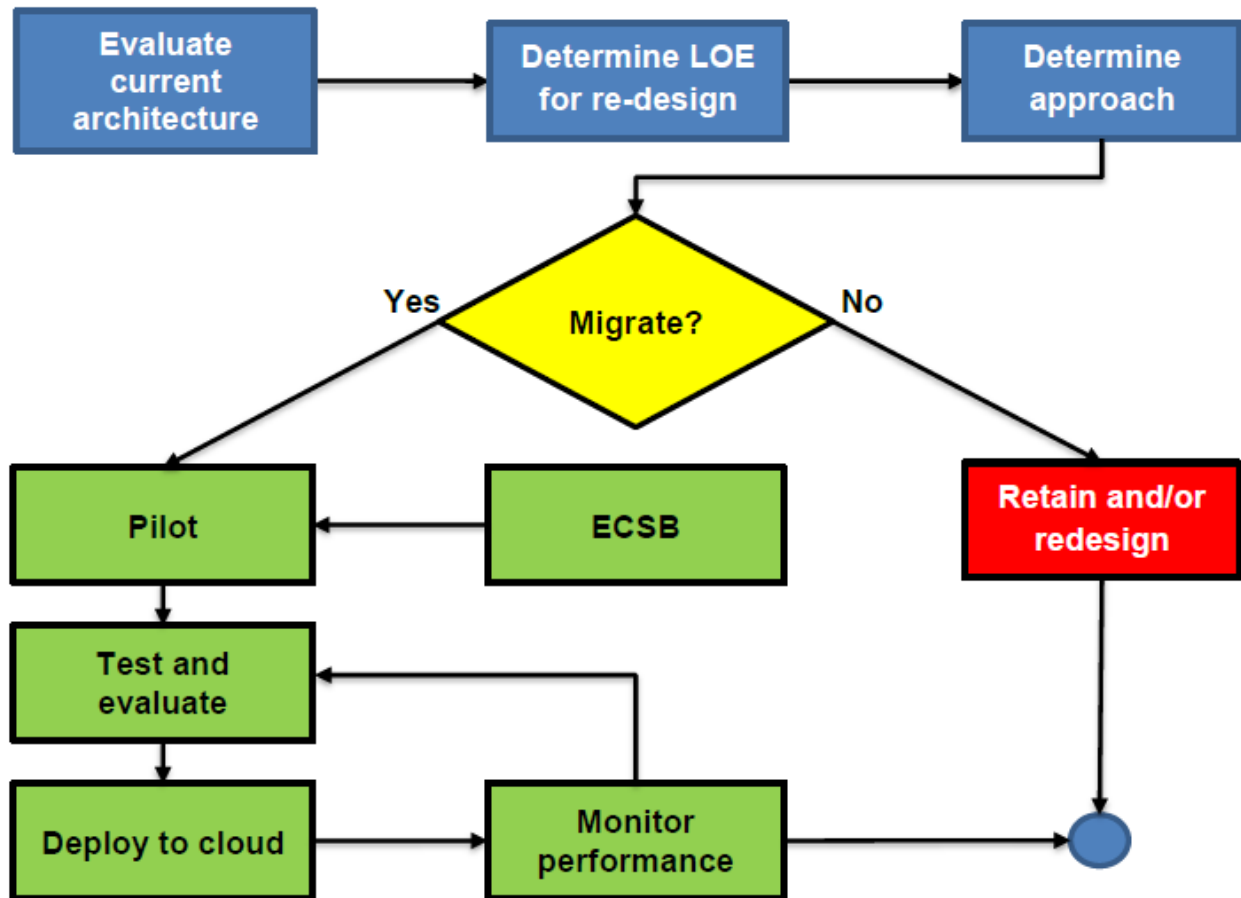 Evaluate
current
architecture
Determine LOE
for re-design
Determine
approach
Yes
Migrate?
No
Pilot
ECSB
Retain and/or
redesign
Test and
evaluate
Deploy to cloud
Monitor
performance